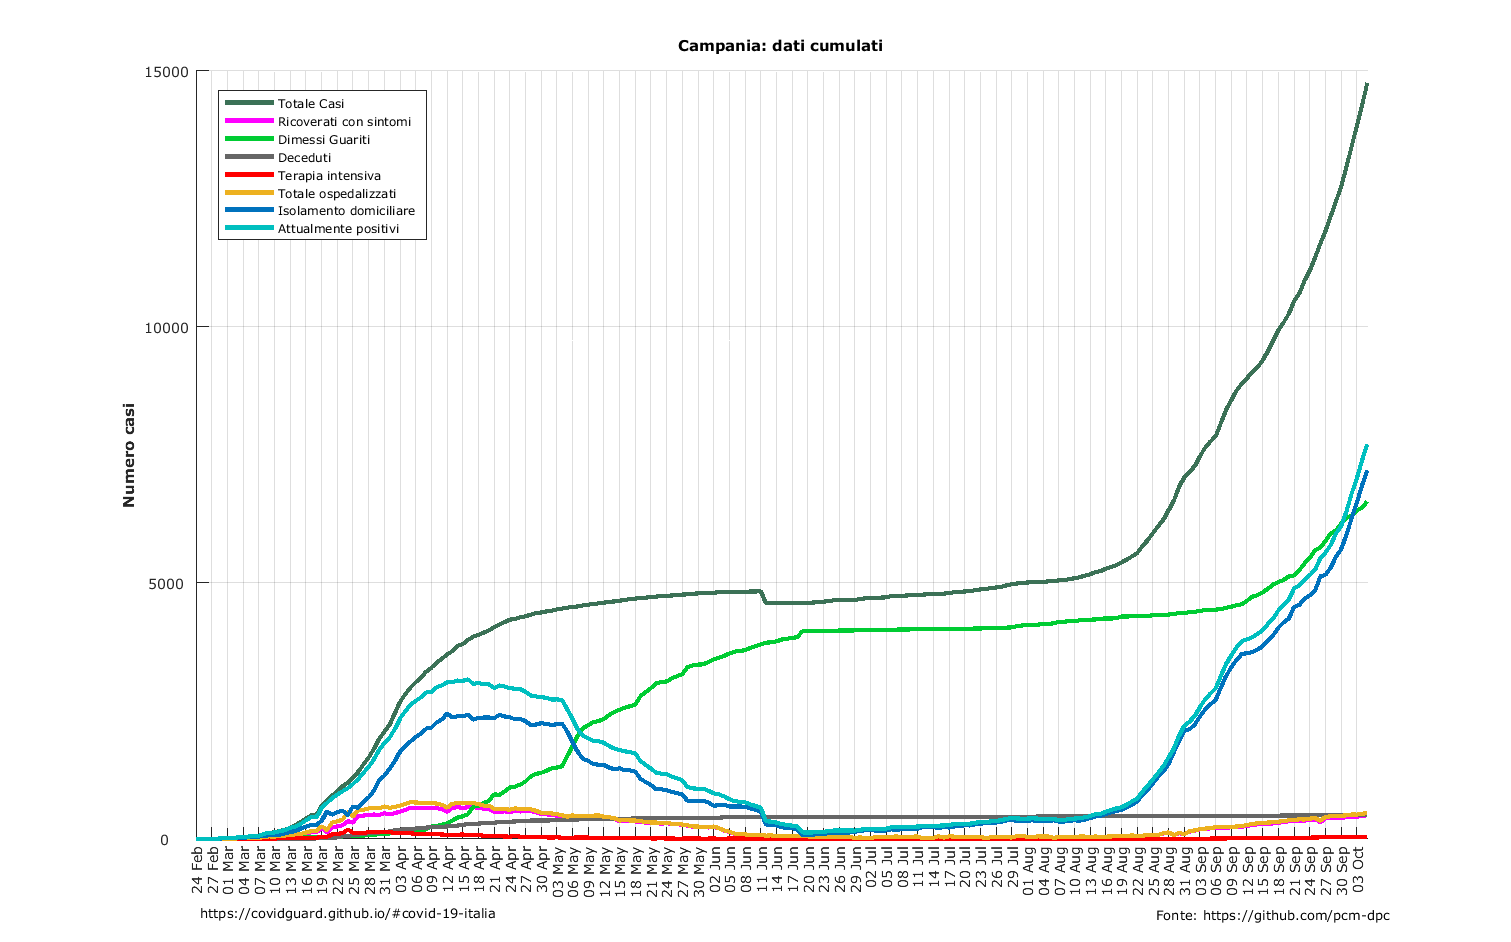 Campania: dati cumulati
15000
10000
5000
0
Numero casi
Totale Casi
Ricoverati con sintomi
Dimessi Guariti
Deceduti
Terapia intensiva
Totale ospedalizzati
Isolamento domiciliare
Attualmente positivi
24 Feb
27 Feb
01 Mar
04 Mar
07 Mar
10 Mar
13 Mar
16 Mar
19 Mar
22 Mar
25 Mar
28 Mar
31 Mar
03 Apr
06 Apr
09 Apr
12 Apr
15 Apr
18 Apr
21 Apr
24 Apr
27 Apr
30 Apr
03 May
06 May
09 May
12 May
15 May
18 May
21 May
24 May
27 May
30 May
02 Jun
05 Jun
08 Jun
11 Jun
14 Jun
17 Jun
20 Jun
23 Jun
26 Jun
29 Jun
02 Jul
05 Jul
08 Jul
11 Jul
14 Jul
17 Jul
20 Jul
23 Jul
26 Jul
29 Jul
01 Aug
04 Aug
07 Aug
10 Aug
13 Aug
16 Aug
19 Aug
22 Aug
25 Aug
28 Aug
31 Aug
03 Sep
06 Sep
09 Sep
12 Sep
15 Sep
18 Sep
21 Sep
24 Sep
27 Sep
30 Sep
03 Oct
https://covidguard.github.io/#covid-19-italia
Fonte: https://github.com/pcm-dpc